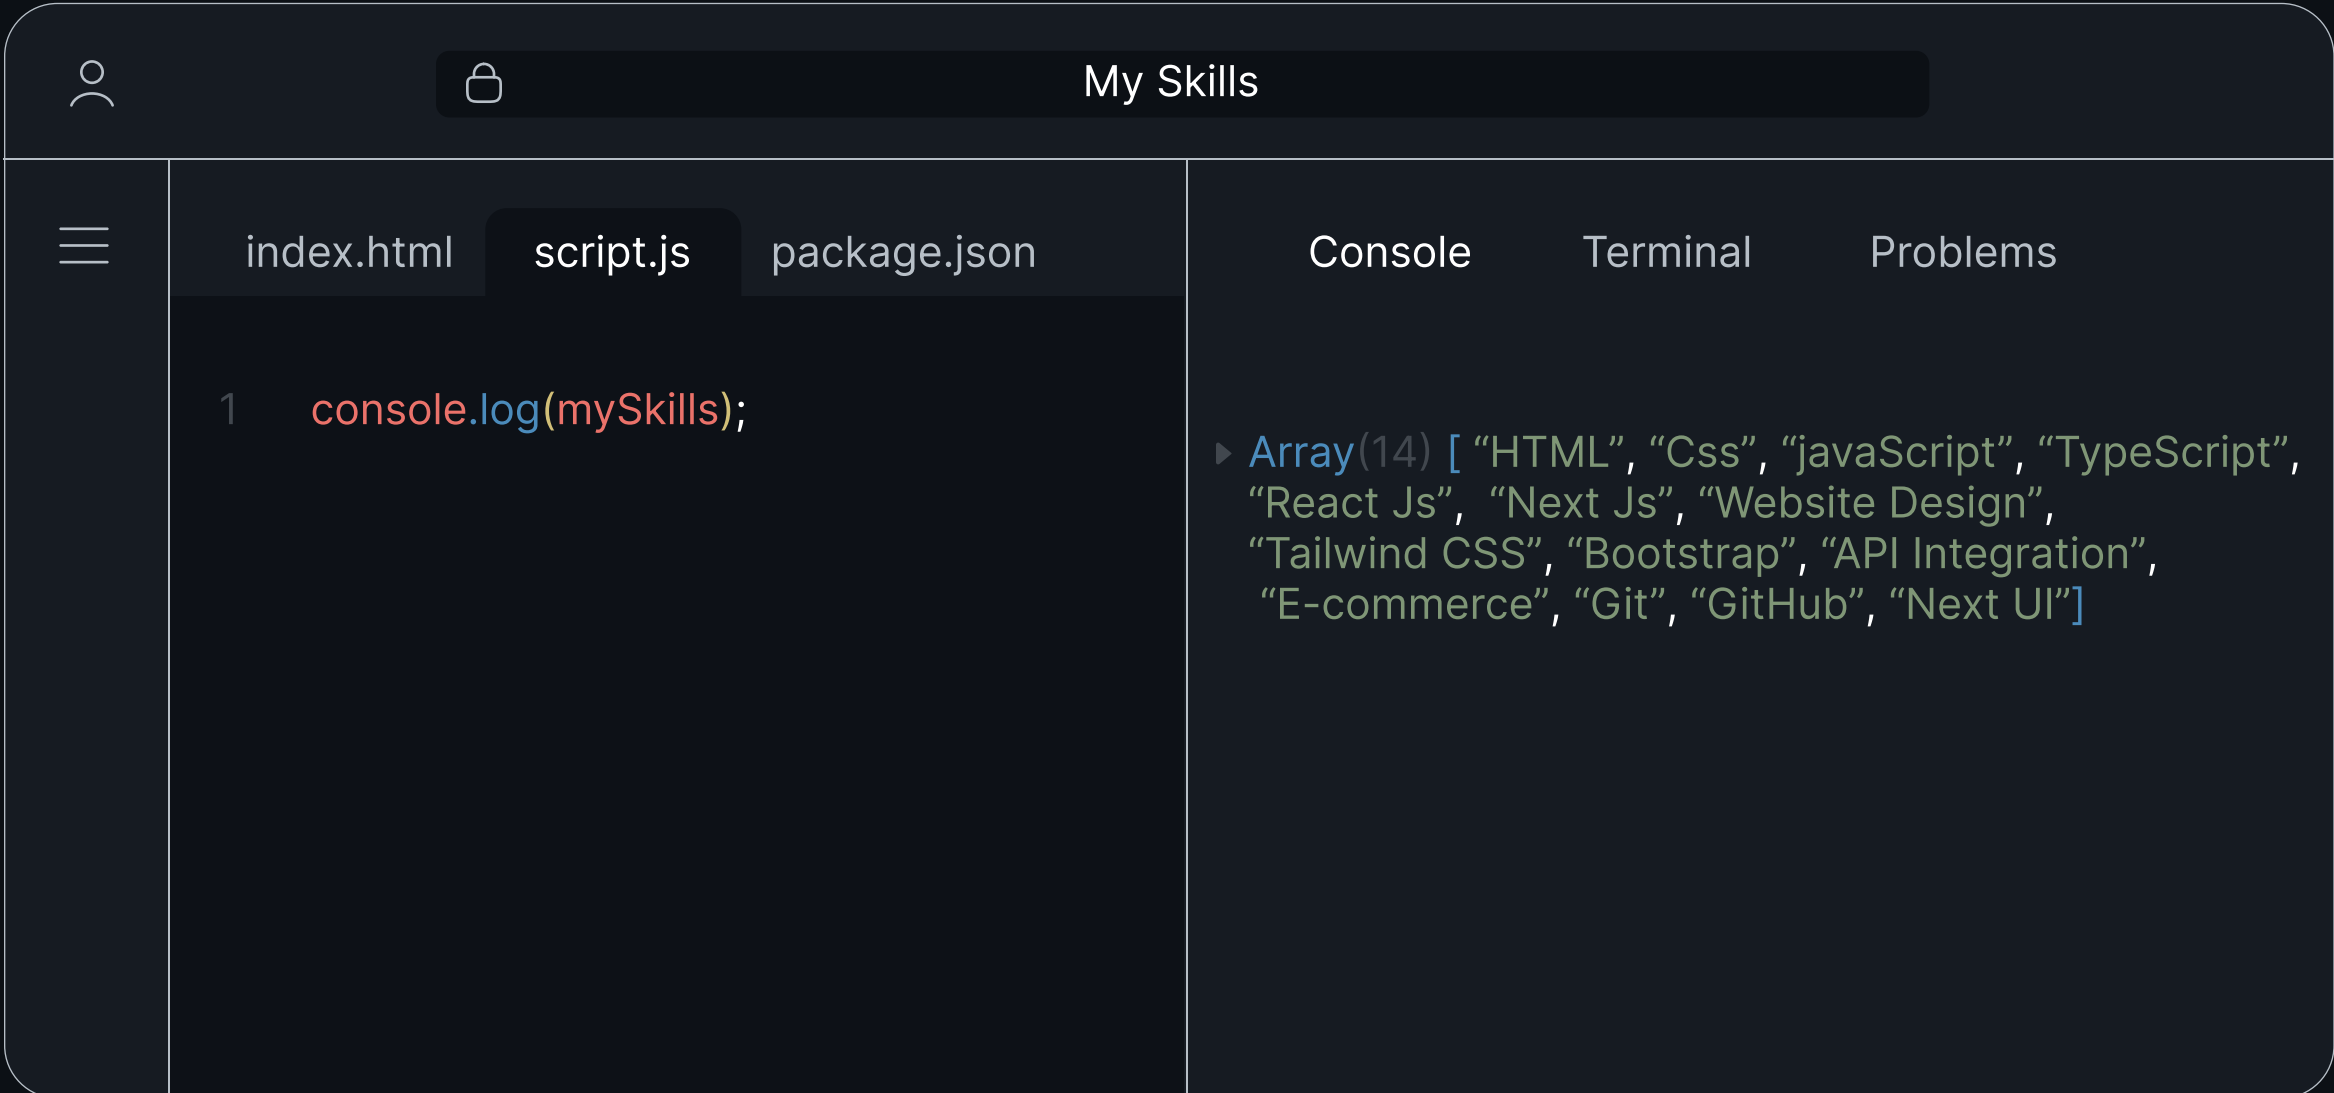 My Skills
index.html script.js package.json
Console Terminal Problems
1 console.log(mySkills);
Array(14) [ “HTML”, “Css”, “javaScript”, “TypeScript”,
“React Js”, “Next Js”, “Website Design”,
“Tailwind CSS”, “Bootstrap”, “API Integration”,
“E-commerce”, “Git”, “GitHub”, “Next UI”]